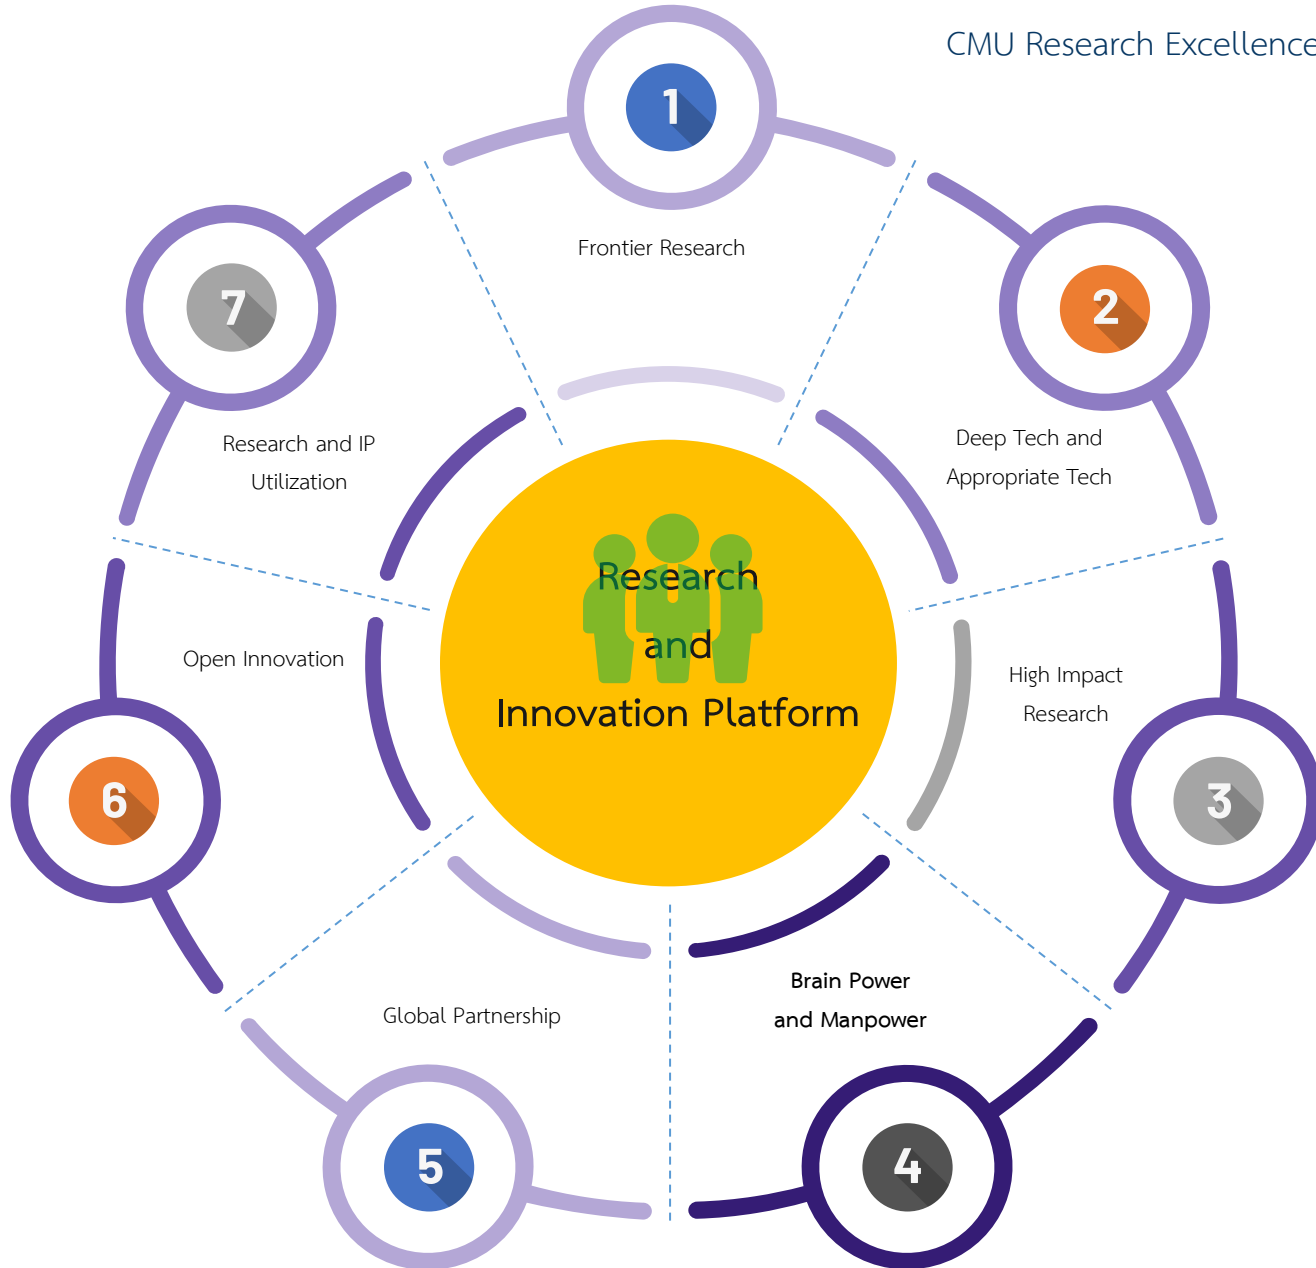 CMU Research Excellence
1
Frontier Research
2
Deep Tech and
Appropriate Tech
3
High Impact
Research
4
Brain Power
and Manpower
5
Global Partnership
6
Open Innovation
7
Research and IP
Utilization
Research
and
Innovation Platform